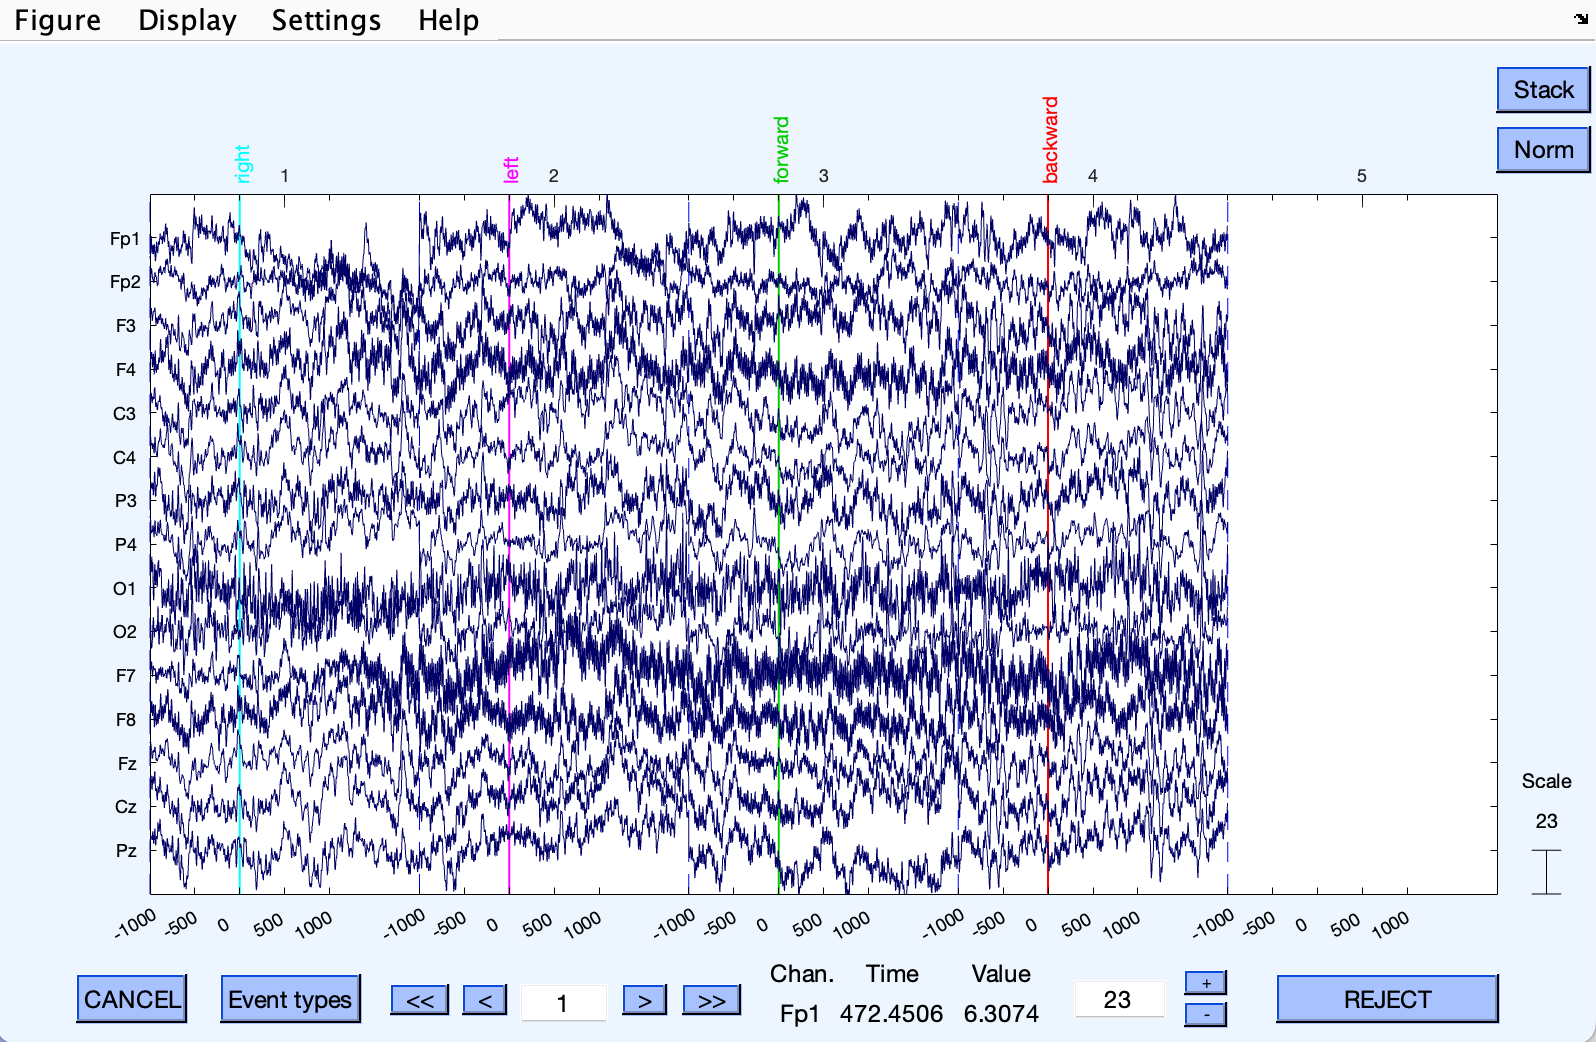 Figure Display Settings Help
Stack
Norm
right 1 left 2 forward 3 backward 4 5
Fp1
Fp2
F3
F4
C3
C4
P3
P4
O1
O2
F7
F8
Fz
Cz
Pz
Scale
23
-1000 -500 0 500 1000 -1000 -500 0 500 1000 -1000 -500 0 500 1000 -1000 -500 0 500 1000 -1000 -500 0 500 1000
Chan. Time Value
CANCEL Event types << < 1 > >> Fp1 472.4506 6.3074 23 + - REJECT